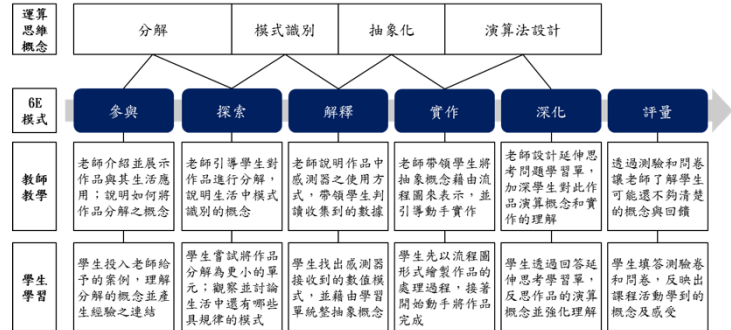 運算
思維
概念
分解
模式識別
抽象化
演算法設計
6E
模式
參與
探索
解釋
實作
深化
評量
教師
教學
老師介紹並展示
作品與其生活應
用；說明如何將
作品分解之概念
老師引導學生對
作品進行分解，
說明生活中模式
識別的概念
老師說明作品中
感測器之使用方
式，帶領學生判
讀收集到的數據
老師帶領學生將
抽象概念藉由流
程圖來表示，並
引導動手實作
老師設計延伸思
考問題學習單，
加深學生對此作
品演算概念和實
作的理解
透過測驗和問卷
讓老師了解學生
可能還不夠清楚
的概念與回饋
學生
學習
學生投入老師給
予的案例，理解
分解的概念並產
生經驗之連結
學生嘗試將作品
分解為更小的單
元；觀察並討論
生活中還有哪些
具規律的模式
學生找出感測器
接收到的數值模
式，並藉由學習
單統整抽象概念
學生先以流程圖
形式繪製作品的
處理過程，接著
開始動手將作品
完成
學生透過回答延
伸思考學習單，
反思作品的演算
概念並強化理解
學生填答測驗卷
和問卷，反映出
課程活動學到的
概念及感受